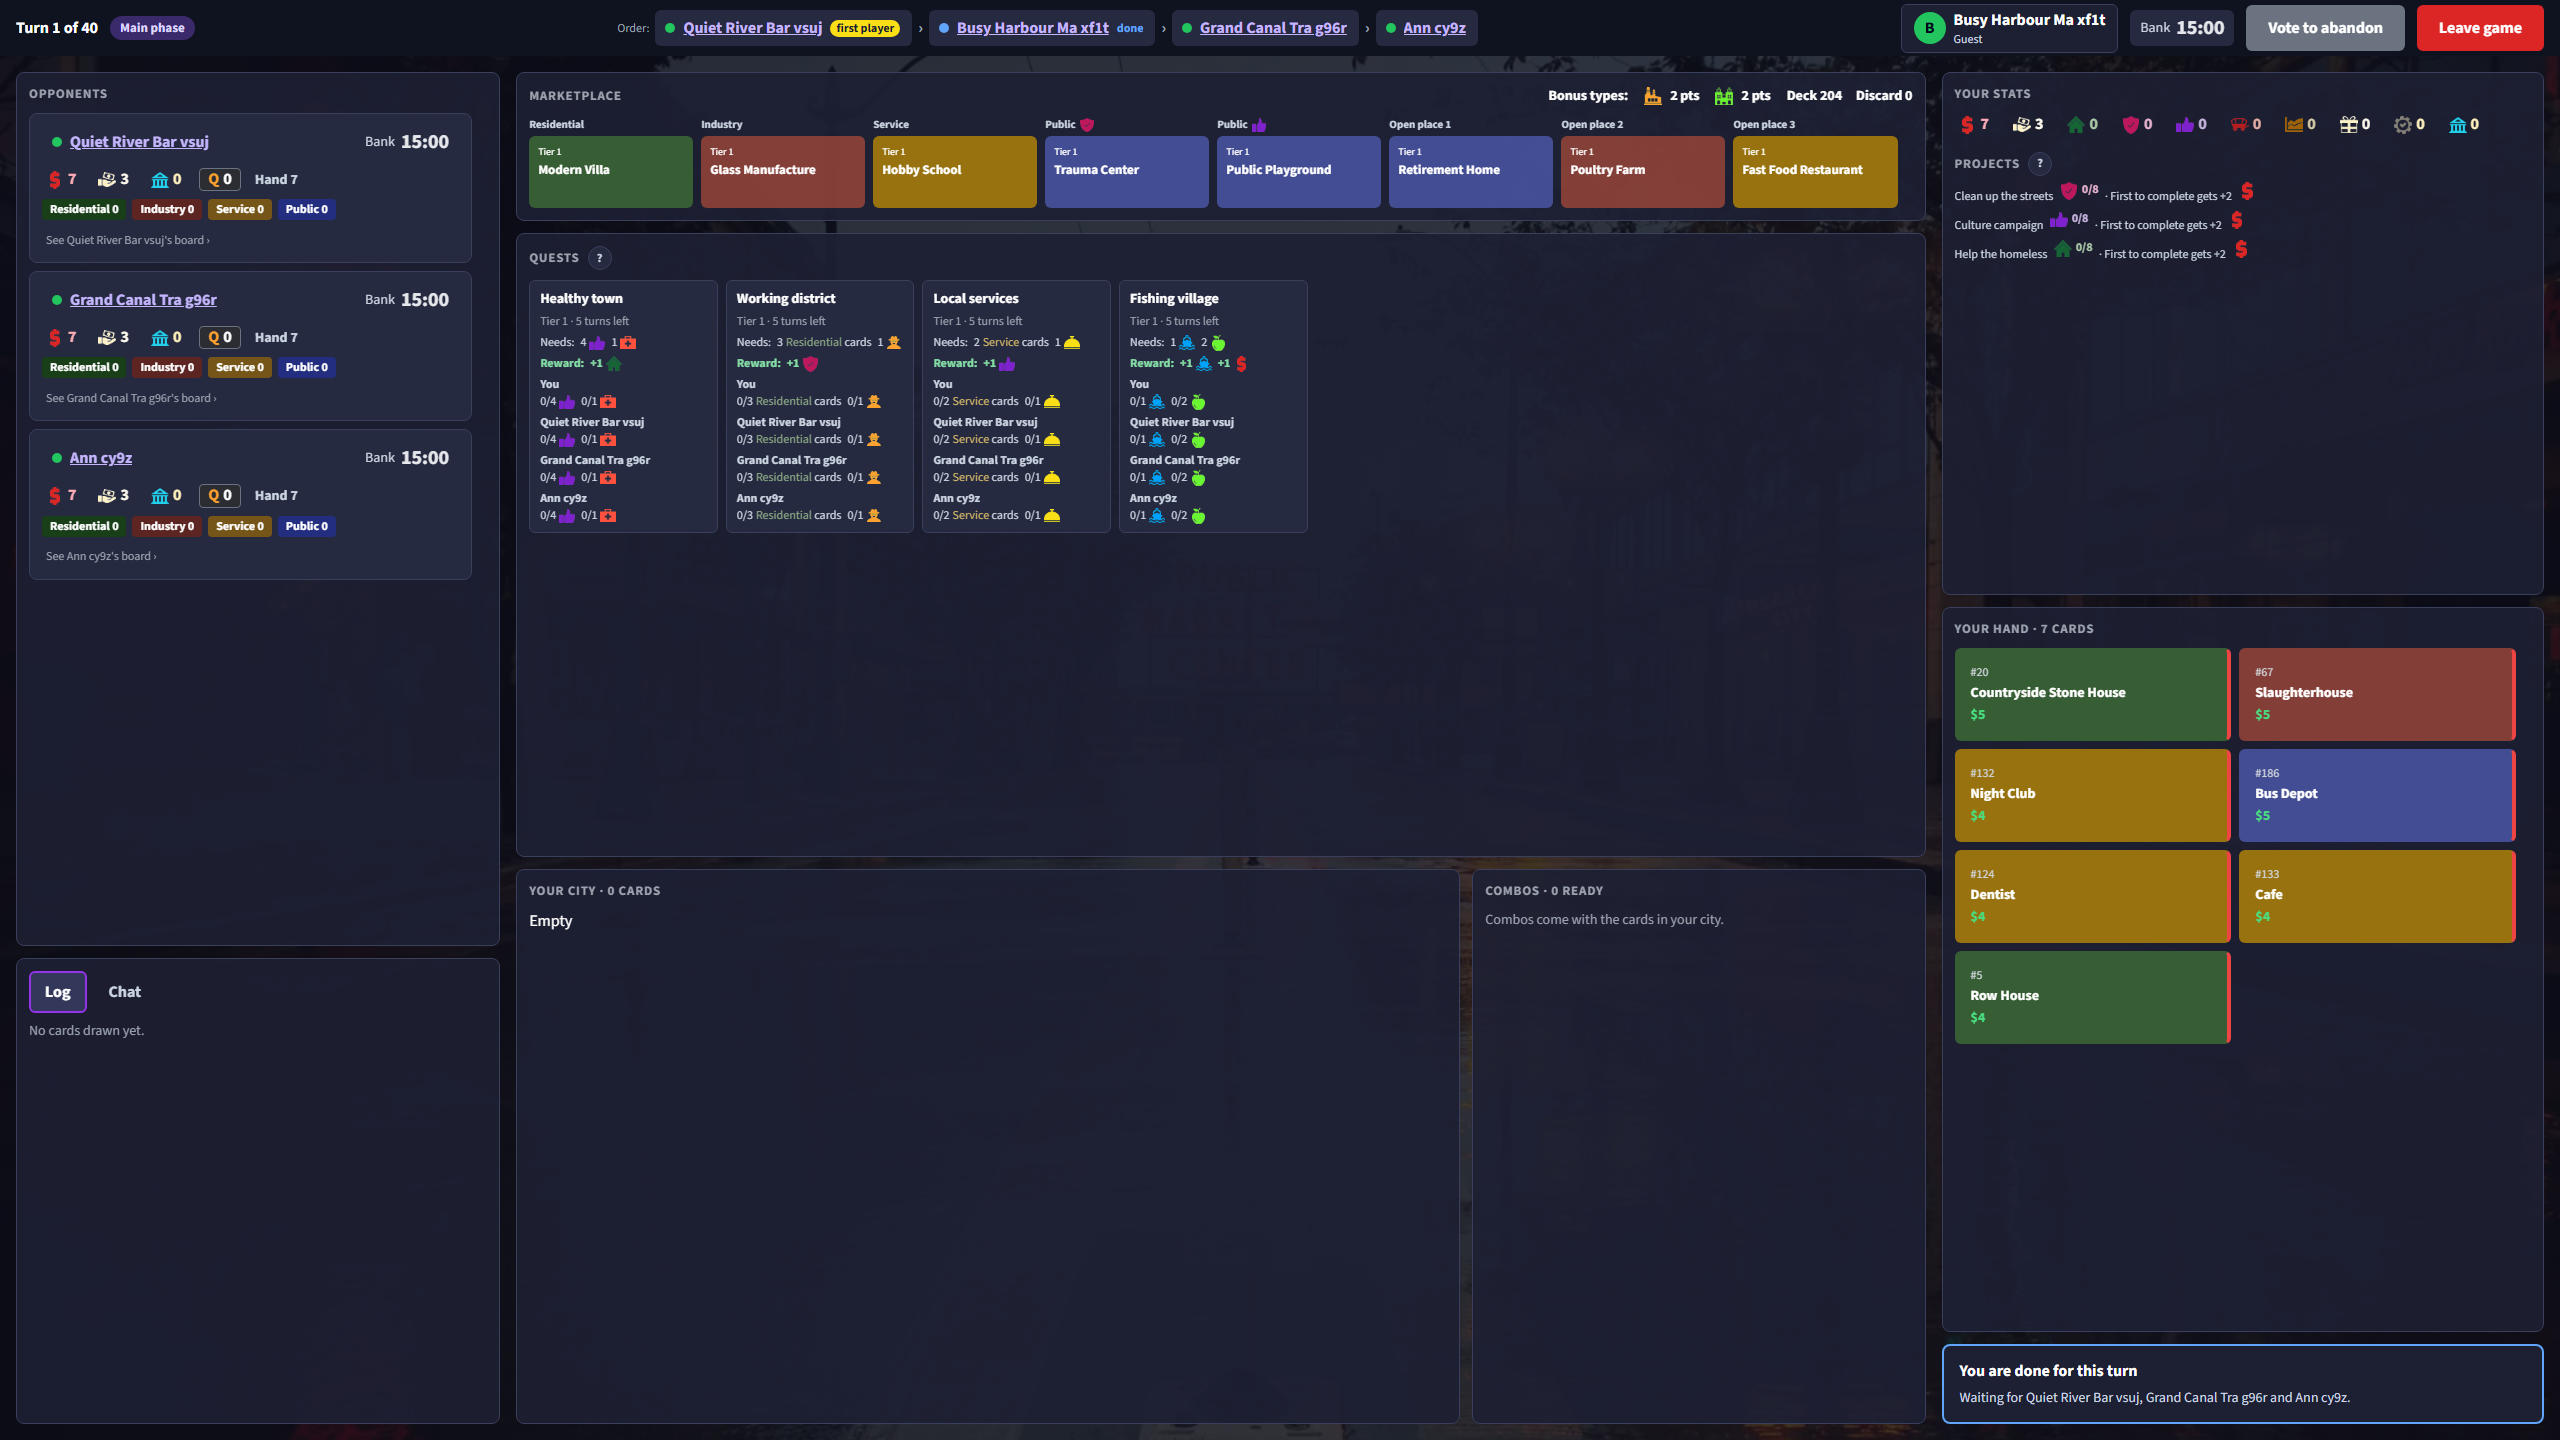 Turn 1 of 40 Main phase
Order: Quiet River Bar vsuj first player › Busy Harbour Ma xf1t done › Grand Canal Tra g96r › Ann cy9z
B Busy Harbour Ma xf1t
Guest
Bank 15:00
Vote to abandon
Leave game
OPPONENTS
Quiet River Bar vsuj Bank 15:00
7 3 0 Q 0 Hand 7
Residential 0 Industry 0 Service 0 Public 0
See Quiet River Bar vsuj's board ›
Grand Canal Tra g96r Bank 15:00
7 3 0 Q 0 Hand 7
Residential 0 Industry 0 Service 0 Public 0
See Grand Canal Tra g96r's board ›
Ann cy9z Bank 15:00
7 3 0 Q 0 Hand 7
Residential 0 Industry 0 Service 0 Public 0
See Ann cy9z's board ›
Log Chat
No cards drawn yet.
MARKETPLACE
Bonus types: 2 pts 2 pts Deck 204 Discard 0
Residential
Tier 1
Modern Villa
Industry
Tier 1
Glass Manufacture
Service
Tier 1
Hobby School
Public
Tier 1
Trauma Center
Public
Tier 1
Public Playground
Open place 1
Tier 1
Retirement Home
Open place 2
Tier 1
Poultry Farm
Open place 3
Tier 1
Fast Food Restaurant
QUESTS ?
Healthy town
Tier 1 · 5 turns left
Needs: 4 1
Reward: +1
You
0/4 0/1
Quiet River Bar vsuj
0/4 0/1
Grand Canal Tra g96r
0/4 0/1
Ann cy9z
0/4 0/1
Working district
Tier 1 · 5 turns left
Needs: 3 Residential cards 1
Reward: +1
You
0/3 Residential cards 0/1
Quiet River Bar vsuj
0/3 Residential cards 0/1
Grand Canal Tra g96r
0/3 Residential cards 0/1
Ann cy9z
0/3 Residential cards 0/1
Local services
Tier 1 · 5 turns left
Needs: 2 Service cards 1
Reward: +1
You
0/2 Service cards 0/1
Quiet River Bar vsuj
0/2 Service cards 0/1
Grand Canal Tra g96r
0/2 Service cards 0/1
Ann cy9z
0/2 Service cards 0/1
Fishing village
Tier 1 · 5 turns left
Needs: 1 2
Reward: +1 +1
You
0/1 0/2
Quiet River Bar vsuj
0/1 0/2
Grand Canal Tra g96r
0/1 0/2
Ann cy9z
0/1 0/2
YOUR CITY · 0 CARDS
Empty
COMBOS · 0 READY
Combos come with the cards in your city.
YOUR STATS
7 3 0 0 0 0 0 0 0 0
PROJECTS ?
Clean up the streets 0/8 · First to complete gets +2
Culture campaign 0/8 · First to complete gets +2
Help the homeless 0/8 · First to complete gets +2
YOUR HAND · 7 CARDS
#20
Countryside Stone House
$5
#67
Slaughterhouse
$5
#132
Night Club
$4
#186
Bus Depot
$5
#124
Dentist
$4
#133
Cafe
$4
#5
Row House
$4
You are done for this turn
Waiting for Quiet River Bar vsuj, Grand Canal Tra g96r and Ann cy9z.